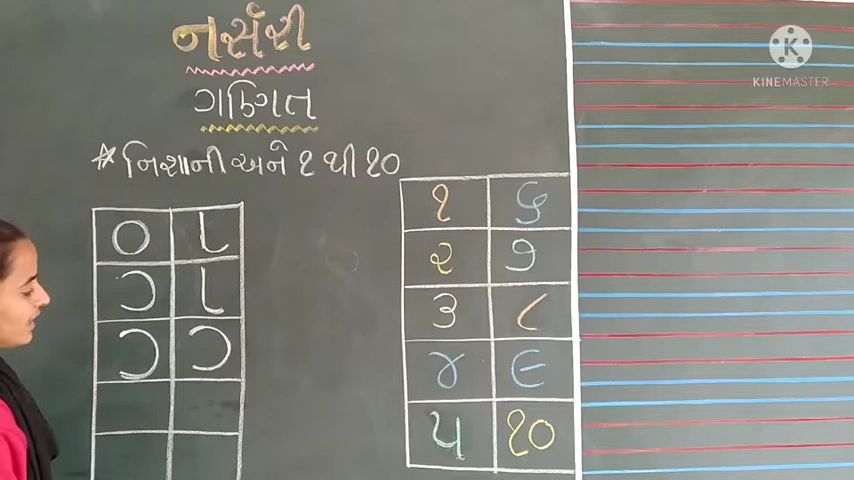 નર્સરી
ગણિત
* નિશાની અને ૧ થી ૧૦
૧ ૬
૨ ૭
૩ ૮
૪ ૯
૫ ૧૦
K
KINEMASTER